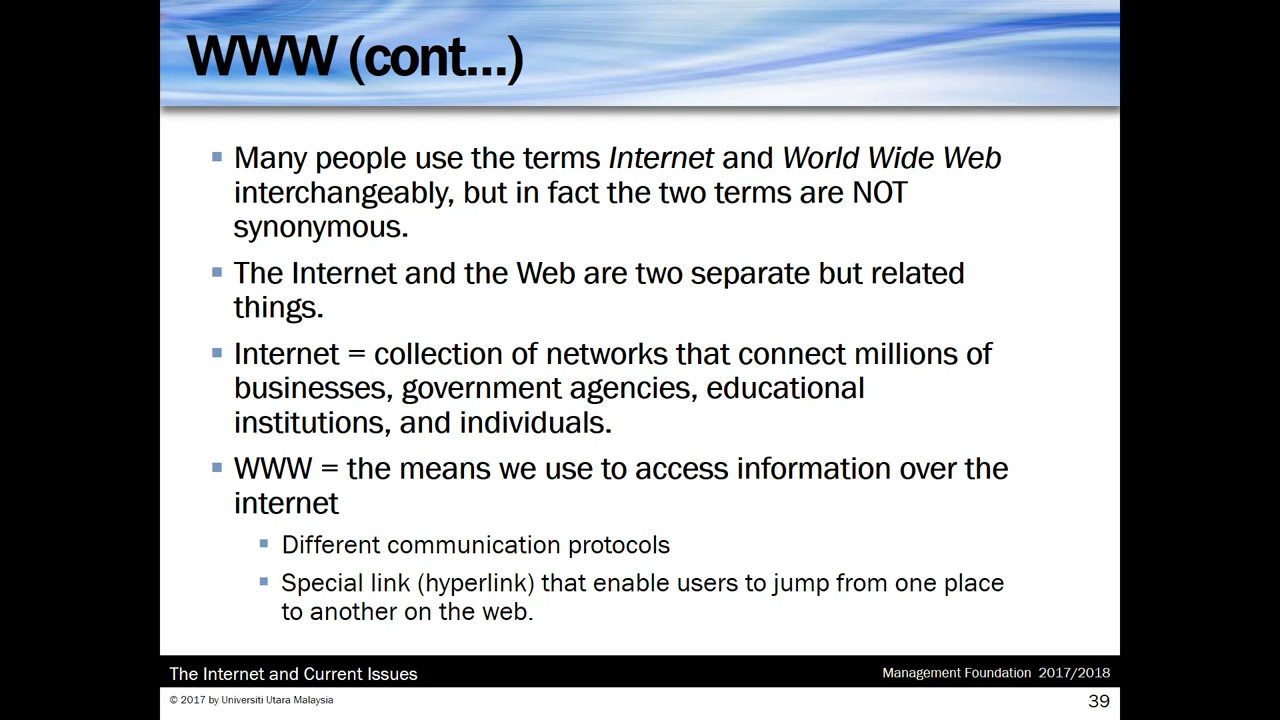 WWW (cont...)
Many people use the terms Internet and World Wide Web
interchangeably, but in fact the two terms are NOT
synonymous.
The Internet and the Web are two separate but related
things.
Internet = collection of networks that connect millions of
businesses, government agencies, educational
institutions, and individuals.
WWW = the means we use to access information over the
internet
Different communication protocols
Special link (hyperlink) that enable users to jump from one place
to another on the web.
The Internet and Current Issues
Management Foundation 2017/2018
© 2017 by Universiti Utara Malaysia
39